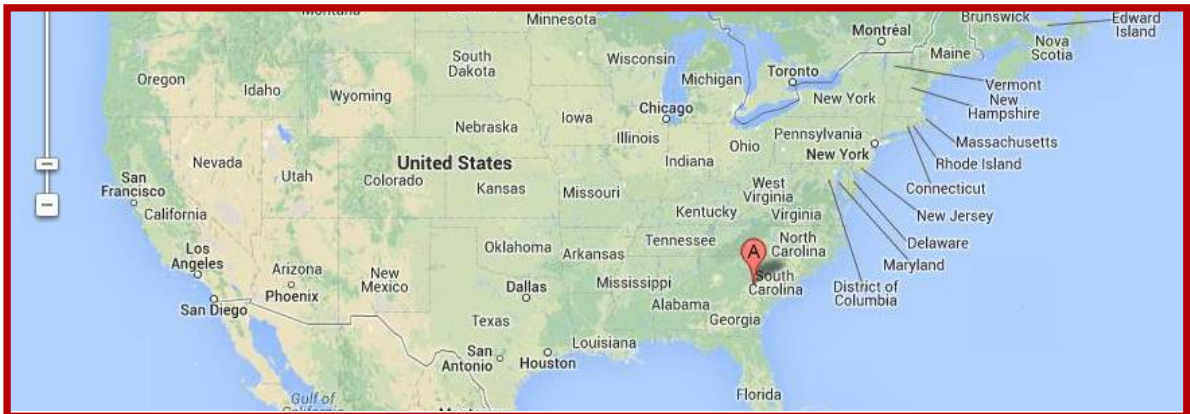 Minnesota
Brunswick
Edward
Island
Montréal
Nova
Scotia
Maine
Oregon
Idaho
Wyoming
South
Dakota
Wisconsin
Michigan
Toronto
Vermont
New
Hampshire
New York
Chicago
Iowa
Nebraska
Illinois
Indiana
Ohio
Pennsylvania
New York
Massachusetts
Rhode Island
Connecticut
New Jersey
Delaware
Maryland
District of
Columbia
United States
Nevada
Utah
Colorado
Kansas
Missouri
West
Virginia
Kentucky
Virginia
San
Francisco
California
Los
Angeles
San Diego
Arizona
Phoenix
New
Mexico
Oklahoma
Arkansas
Tennessee
North
Carolina
A
South
Carolina
Dallas
Mississippi
Alabama
Georgia
Texas
Louisiana
San
Antonio
Houston
Florida
Gulf of